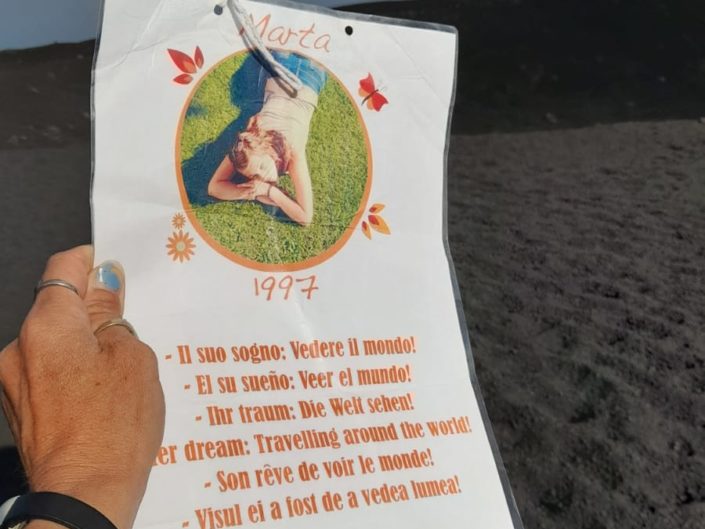 Marta
1997
- Il suo sogno: Vedere il mondo!
- El su sueño: Veer el mundo!
- Ihr traum: Die Welt sehen!
er dream: Travelling around the world!
- Son rêve de voir le monde!
- Visul ei a fost de a vedea lumea!